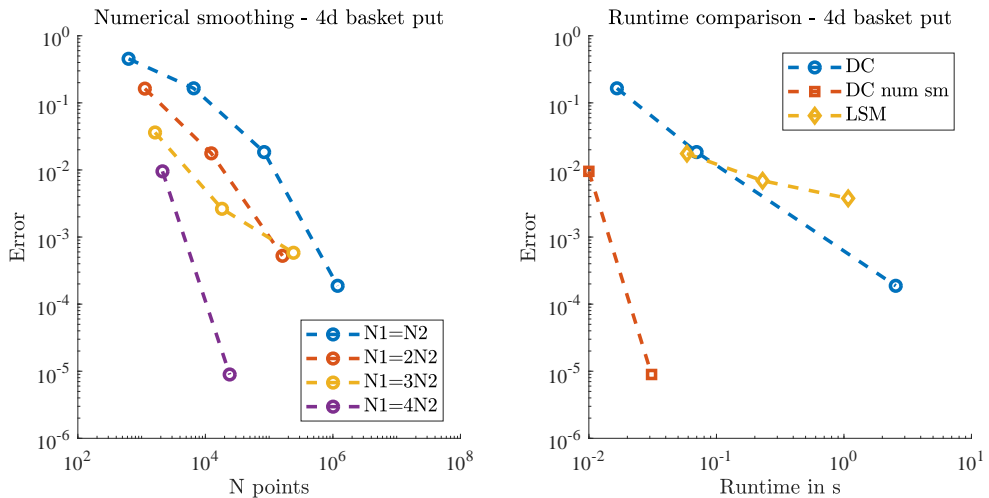 Numerical smoothing - 4d basket put
10^0
10^-1
10^-2
10^-3
10^-4
10^-5
10^-6
Error
10^2
10^4
10^6
10^8
N points
N1=N2
N1=2N2
N1=3N2
N1=4N2
Runtime comparison - 4d basket put
10^0
10^-1
10^-2
10^-3
10^-4
10^-5
10^-6
Error
10^-2
10^-1
10^0
10^1
Runtime in s
DC
DC num sm
LSM